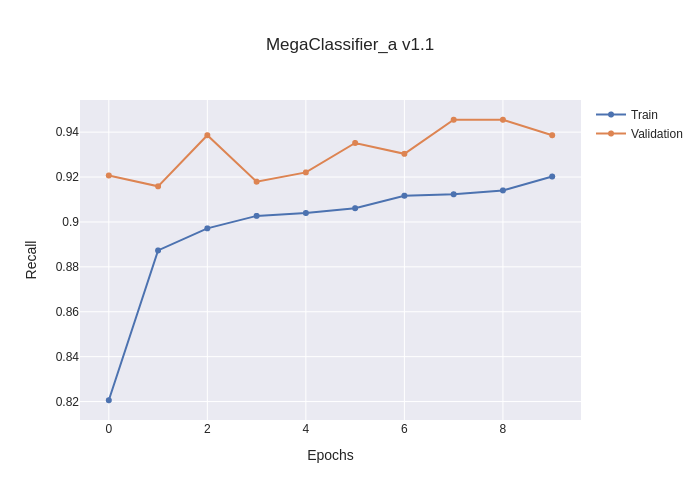 MegaClassifier_a v1.1
Train
Validation
0.94
0.92
0.9
0.88
0.86
0.84
0.82
Recall
0 2 4 6 8
Epochs